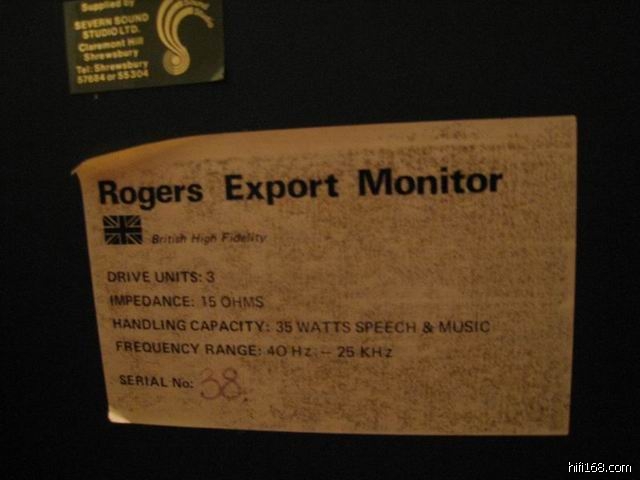 Supplied by
SEVERN SOUND
STUDIO LTD.
Claremont Hill
Shrewsbury
Tel: Shrewsbury
57684 or 55304
Rogers Export Monitor
British High Fidelity
DRIVE UNITS: 3
IMPEDANCE: 15 OHMS
HANDLING CAPACITY: 35 WATTS SPEECH & MUSIC
FREQUENCY RANGE: 40 Hz -- 25 KHz
SERIAL No: 38.
hifi168.com